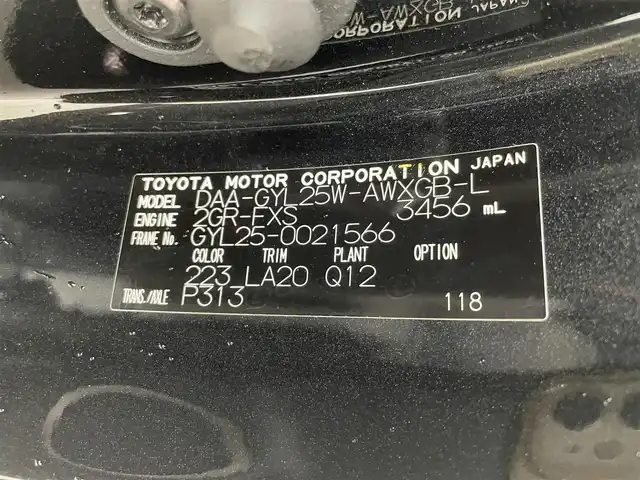 TOYOTA MOTOR CORPORATION JAPAN
MODEL DAA-GYL25W-AWXGB-L
ENGINE 2GR-FXS 3456 mL
FRAME No. GYL25-0021566
COLOR TRIM PLANT OPTION
223 LA20 Q12
TRANS./AXLE P313 118